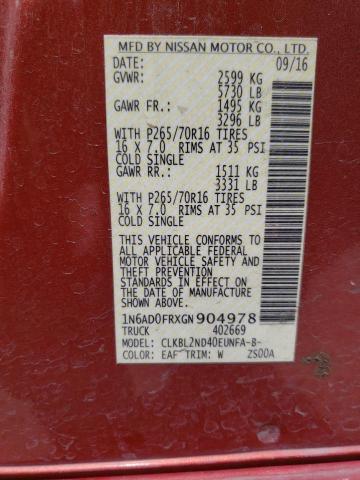 MFD BY NISSAN MOTOR CO., LTD.
DATE: 09/16
GVWR: 2599 KG
5730 LB
GAWR FR.: 1495 KG
3296 LB
WITH P265/70R16 TIRES
16 X 7.0 RIMS AT 35 PSI
COLD SINGLE
GAWR RR.: 1511 KG
3331 LB
WITH P265/70R16 TIRES
16 X 7.0 RIMS AT 35 PSI
COLD SINGLE
THIS VEHICLE CONFORMS TO
ALL APPLICABLE FEDERAL
MOTOR VEHICLE SAFETY AND
THEFT PREVENTION
STANDARDS IN EFFECT ON
THE DATE OF MANUFACTURE
SHOWN ABOVE.
1N6AD0FRXGN904978
TRUCK 402669
MODEL: CLKBL2ND40EUNFA-B-
COLOR: EAF TRIM: W ZS00A